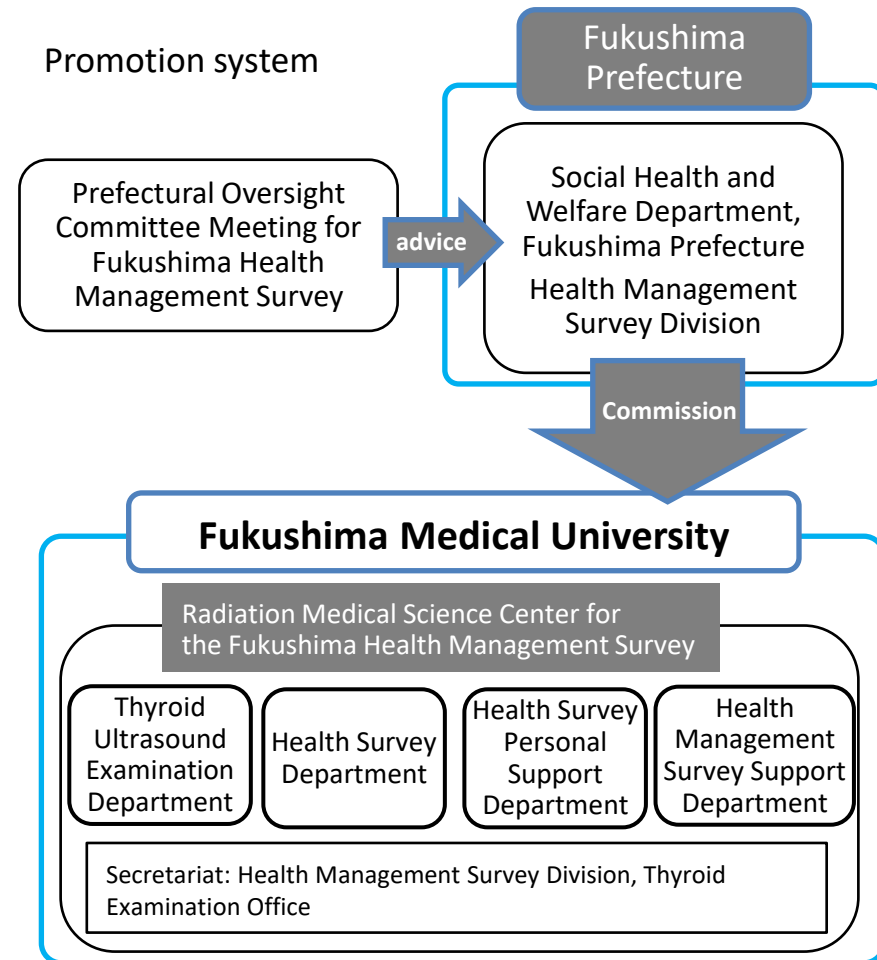 Promotion system
Fukushima
Prefecture
Prefectural Oversight
Committee Meeting for
Fukushima Health
Management Survey
advice
Social Health and
Welfare Department,
Fukushima Prefecture
Health Management
Survey Division
Commission
Fukushima Medical University
Radiation Medical Science Center for
the Fukushima Health Management Survey
Thyroid
Ultrasound
Examination
Department
Health Survey
Department
Health Survey
Personal
Support
Department
Health
Management
Survey Support
Department
Secretariat: Health Management Survey Division, Thyroid
Examination Office